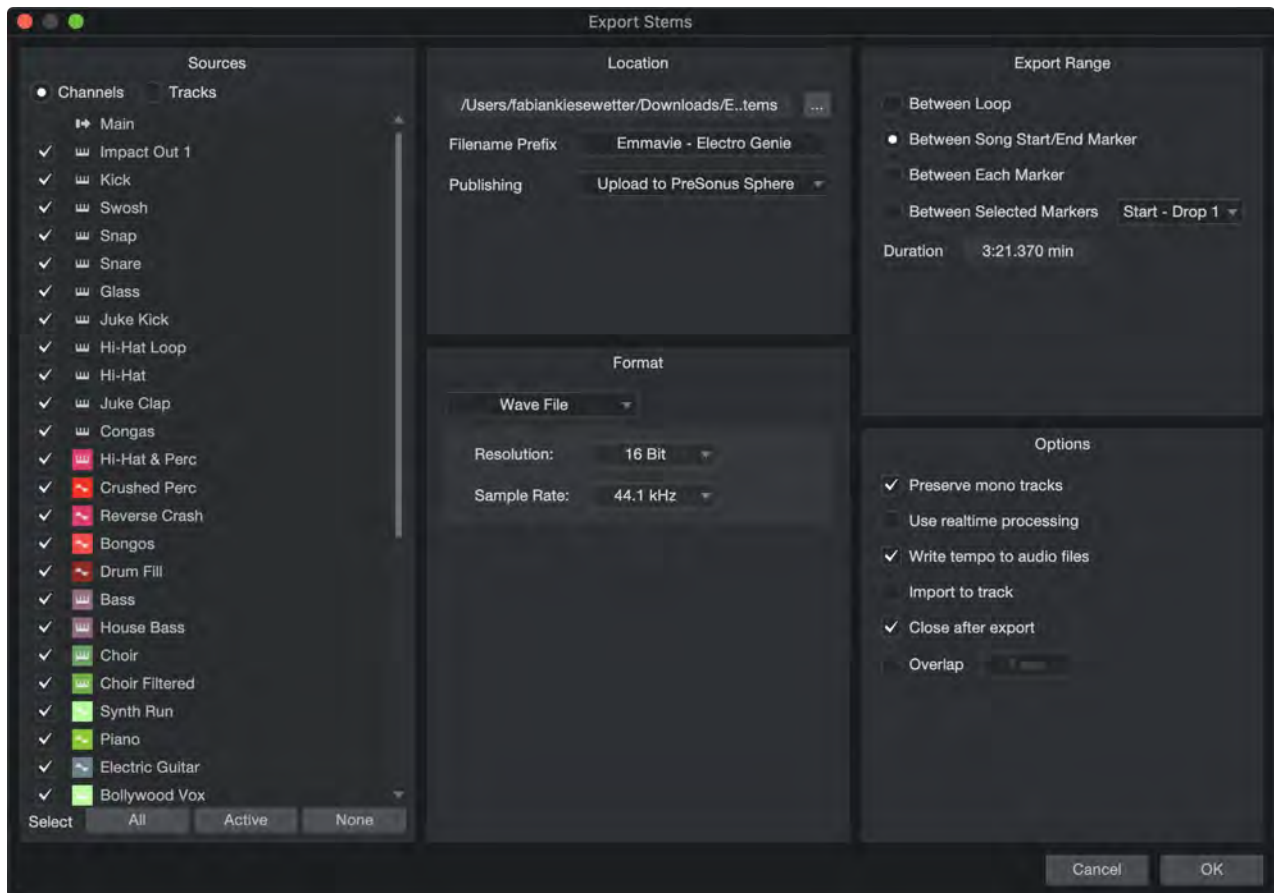 Export Stems
Sources
Channels Tracks
Main
Impact Out 1
Kick
Swosh
Snap
Snare
Glass
Juke Kick
Hi-Hat Loop
Hi-Hat
Juke Clap
Congas
Hi-Hat & Perc
Crushed Perc
Reverse Crash
Bongos
Drum Fill
Bass
House Bass
Choir
Choir Filtered
Synth Run
Piano
Electric Guitar
Bollywood Vox
Select All Active None
Location
/Users/fabiankiesewetter/Downloads/E..tems ...
Filename Prefix Emmavie - Electro Genie
Publishing Upload to PreSonus Sphere
Format
Wave File
Resolution: 16 Bit
Sample Rate: 44.1 kHz
Export Range
Between Loop
Between Song Start/End Marker
Between Each Marker
Between Selected Markers Start - Drop 1
Duration 3:21.370 min
Options
Preserve mono tracks
Use realtime processing
Write tempo to audio files
Import to track
Close after export
Overlap
Cancel OK